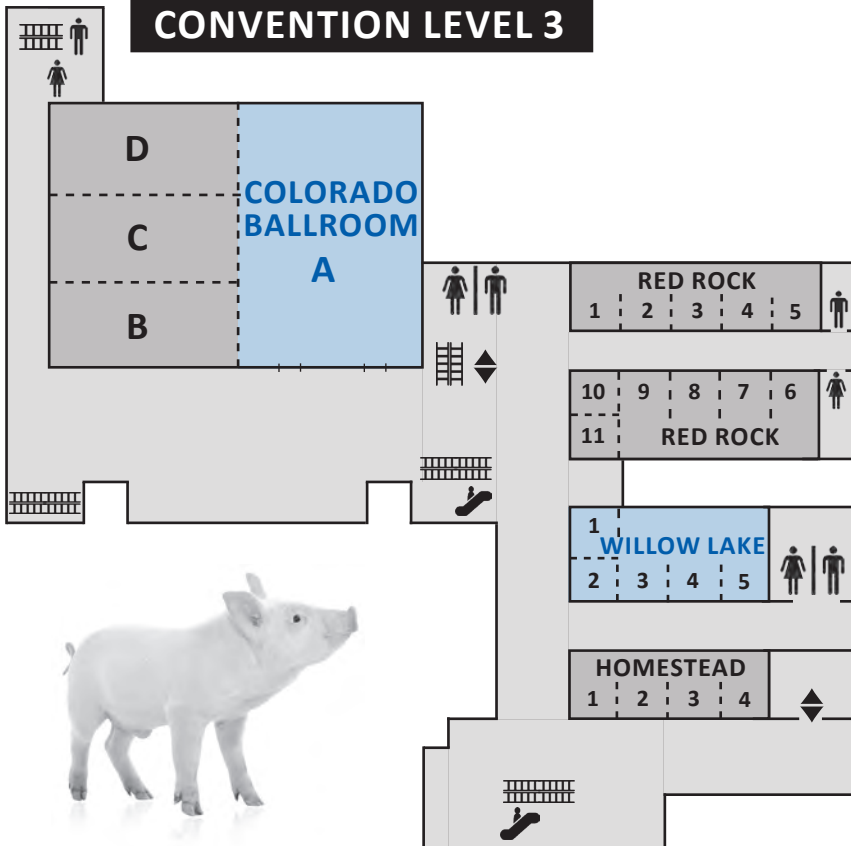 CONVENTION LEVEL 3
D
C
B
COLORADO
BALLROOM
A
RED ROCK
1 2 3 4 5
10 9 8 7 6
11 RED ROCK
1
WILLOW LAKE
2 3 4 5
HOMESTEAD
1 2 3 4